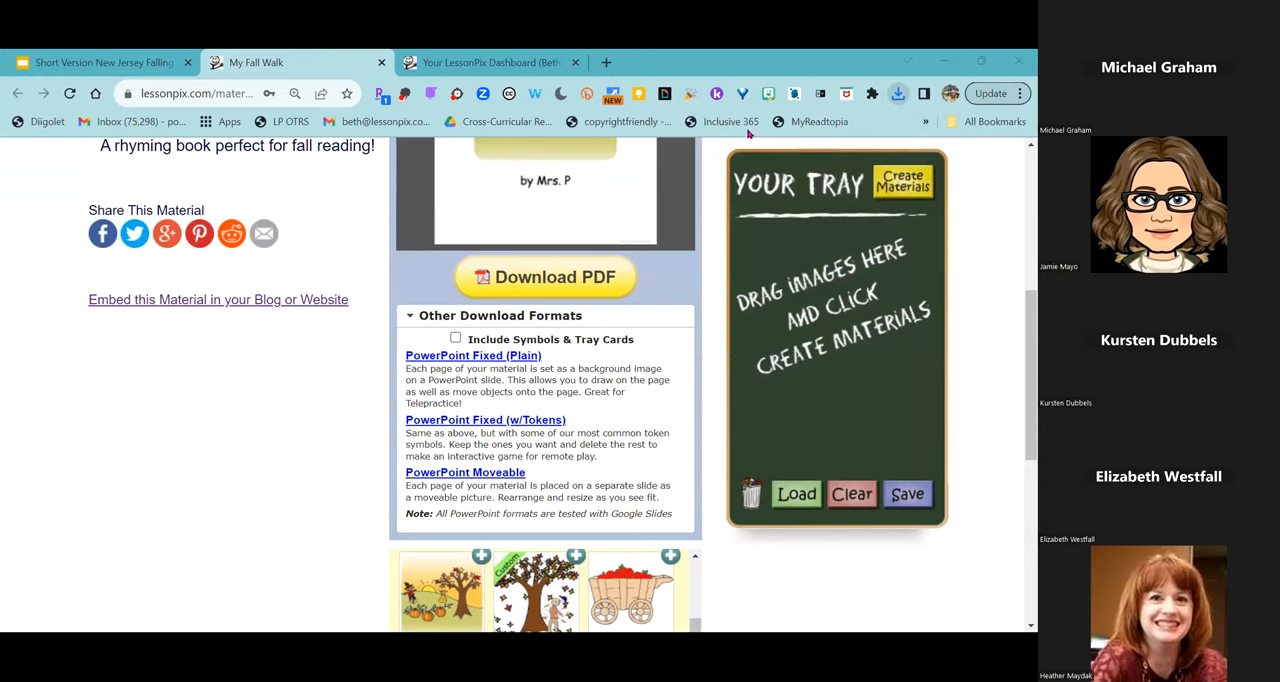 Short Version New Jersey Falling
My Fall Walk
Your LessonPix Dashboard (Beth
lessonpix.com/mater...
NEW
1
Update
Diigolet
Inbox (75,298) - po...
Apps
LP OTRS
beth@lessonpix.co...
Cross-Curricular Re...
copyrightfriendly -...
Inclusive 365
MyReadtopia
»
All Bookmarks
A rhyming book perfect for fall reading!
Share This Material
Embed this Material in your Blog or Website
by Mrs. P
Download PDF
Other Download Formats
Include Symbols & Tray Cards
PowerPoint Fixed (Plain)
Each page of your material is set as a background image
on a PowerPoint slide. This allows you to draw on the page
as well as move objects onto the page. Great for
Telepractice!
PowerPoint Fixed (w/Tokens)
Same as above, but with some of our most common token
symbols. Keep the ones you want and delete the rest to
make an interactive game for remote play.
PowerPoint Moveable
Each page of your material is placed on a separate slide as
a moveable picture. Rearrange and resize as you see fit.
Note: All PowerPoint formats are tested with Google Slides
Custom
YOUR TRAY
Create
Materials
DRAG IMAGES HERE
AND CLICK
CREATE MATERIALS
Load
Clear
Save
Michael Graham
Michael Graham
Jamie Mayo
Kursten Dubbels
Kursten Dubbels
Elizabeth Westfall
Elizabeth Westfall
Heather Maydak